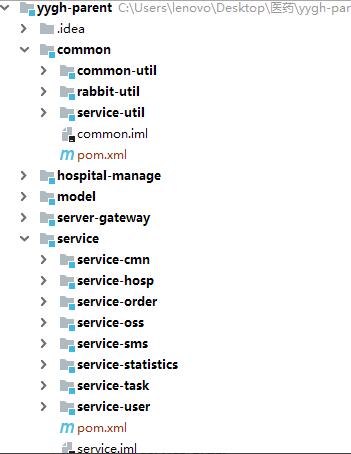 yygh-parent C:\Users\lenovo\Desktop\医药\yygh-par
.idea
common
common-util
rabbit-util
service-util
common.iml
pom.xml
hospital-manage
model
server-gateway
service
service-cmn
service-hosp
service-order
service-oss
service-sms
service-statistics
service-task
service-user
pom.xml
service.iml